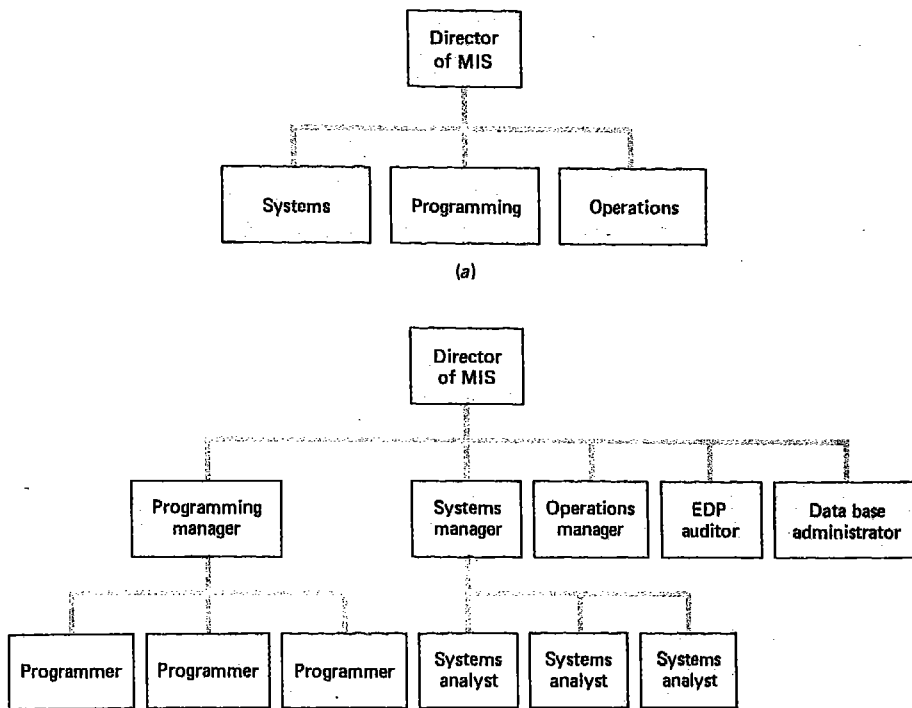 Director
of MIS
Systems
Programming
Operations
(a)
Director
of MIS
Programming
manager
Systems
manager
Operations
manager
EDP
auditor
Data base
administrator
Programmer
Programmer
Programmer
Systems
analyst
Systems
analyst
Systems
analyst